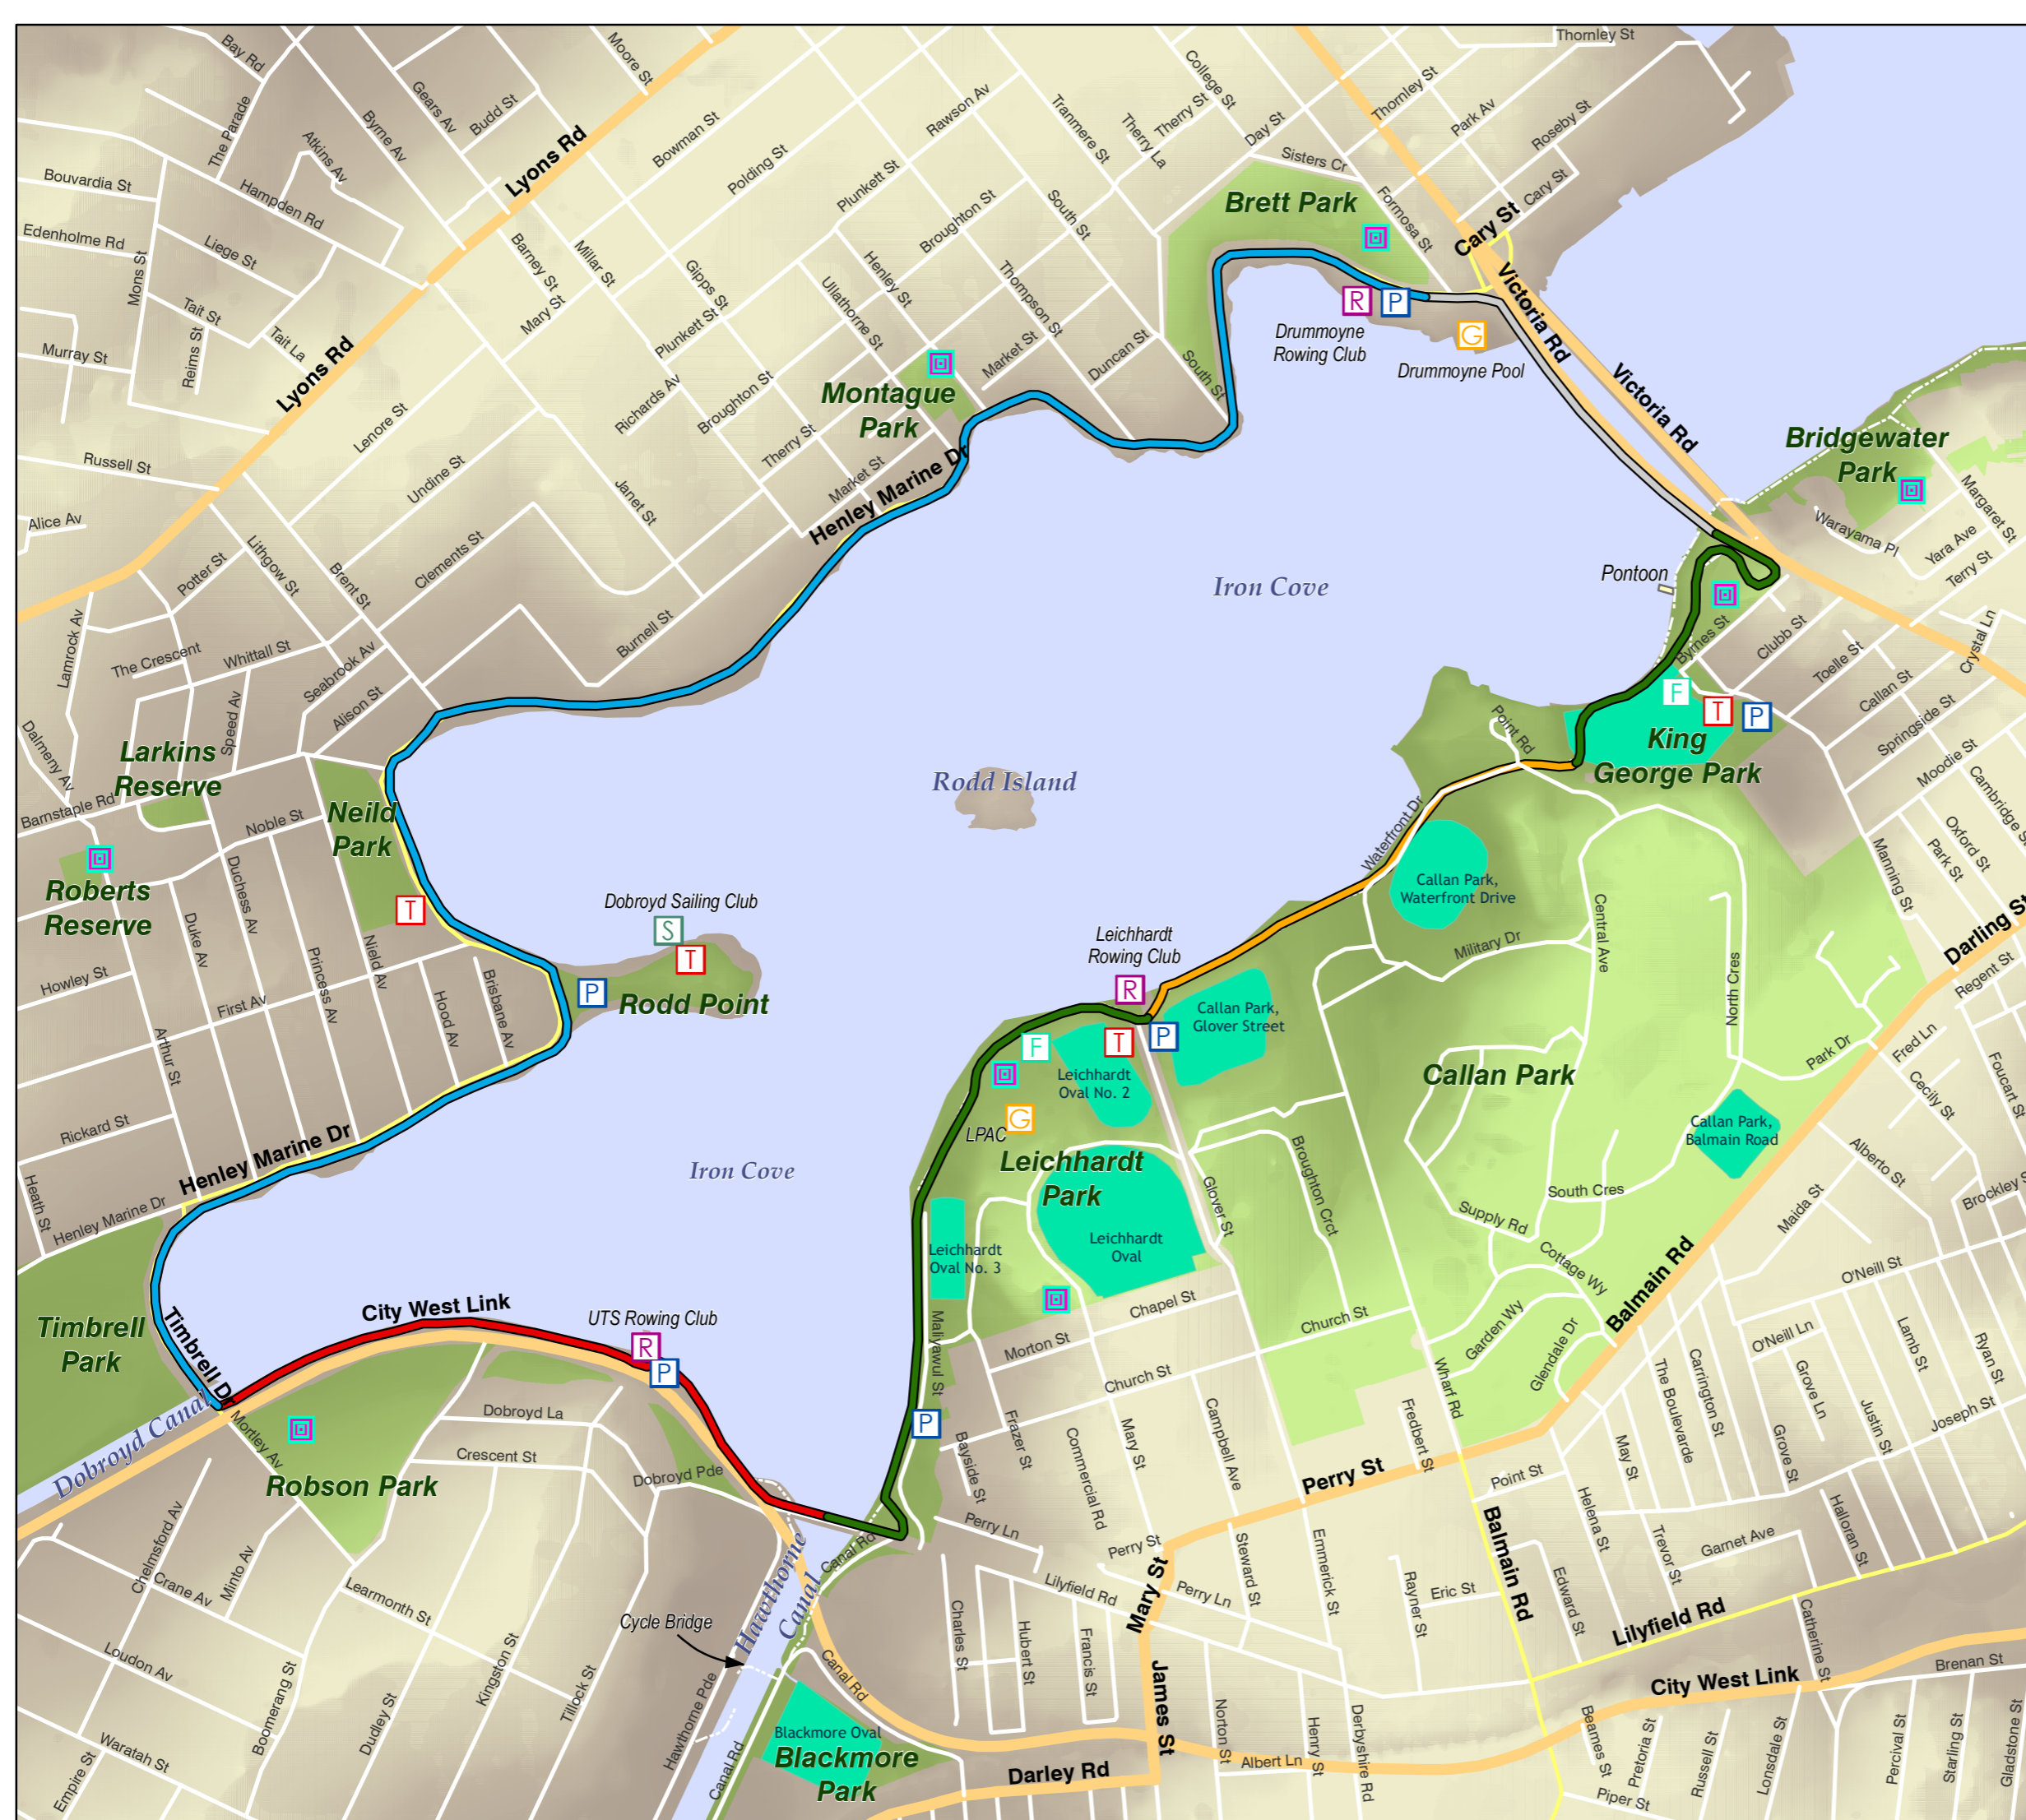 Thornley St
Bay Rd
Moore St
College St
Gears Av
Budd St
Byrne Av
The Parade
Atkins Av
Lyons Rd
Bowman St
Polding St
Rawson Av
Tranmere St
Therry St
Therry La
Day St
Thornley St
Park Av
Roseby St
Sisters Cr
Cary St
Formosa St
Bouvardia St
Hampden Rd
Plunkett St
Brett Park
Cary St
Edenholme Rd
Liege St
Mons St
Broughton St
South St
Barney St
Millar St
Henley St
Thompson St
Victoria Rd
Tait St
Tait La
Reims St
Mary St
Gipps St
Ullathorne St
Plunkett St
R
P
G
Drummoyne
Rowing Club
Drummoyne Pool
Murray St
Lyons Rd
Market St
Duncan St
South St
Victoria Rd
Montague
Park
Richards Av
Broughton St
Lenore St
Therry St
Market St
Henley Marine Dr
Bridgewater
Park
Margaret St
Warayama Pl
Yara Ave
Terry St
Russell St
Undine St
Janet St
Alice Av
Potter St
Lithgow St
Brent St
Clements St
Iron Cove
Pontoon
Lamrock Av
The Crescent
Whittall St
Seabrook Av
Burnell St
Byrnes St
Clubb St
Toelle St
Crystal Ln
Callan St
Springside St
Moodie St
Alison St
Speed Av
Dalmeny Av
F
T
P
King
George Park
Point Rd
Larkins
Reserve
Barnstaple Rd
Noble St
Neild
Park
Rodd Island
Waterfront Dr
Callan Park,
Waterfront Drive
Oxford St
Park St
Manning St
Roberts
Reserve
Duchess Av
Duke Av
T
Dobroyd Sailing Club
S
T
P
Rodd Point
Leichhardt
Rowing Club
R
Central Ave
Military Dr
North Cres
Darling St
Regent St
Howley St
First Av
Princess Av
Nield Av
Hood Av
Brisbane Av
Arthur St
Callan Park,
Glover Street
F
T
P
Leichhardt
Oval No. 2
G
LPAC
Callan Park
Park Dr
Fred Ln
Cecily St
Foucart St
Callan Park,
Balmain Road
Rickard St
Henley Marine Dr
Heath St
Henley Marine Dr
Iron Cove
Leichhardt
Park
Glover St
Broughton Crct
Alberto St
Maida St
South Cres
Supply Rd
Leichhardt
Oval No. 3
Leichhardt
Oval
Cottage Wy
Balmain Rd
O'Neill St
Timbrell
Park
Timbrell Dr
City West Link
UTS Rowing Club
R
P
Maliyawul St
Chapel St
Morton St
Church St
Church St
Garden Wy
Glendale Dr
Wharf Rd
O'Neill Ln
Lamb St
Ryan St
Grove Ln
Carrington St
The Boulevarde
Dobroyd Canal
Mortley Av
Robson Park
Dobroyd La
Crescent St
Dobroyd Pde
P
Bayside St
Frazer St
Commercial Rd
Mary St
Campbell Ave
Perry St
Fredbert St
Point St
May St
Grove St
Justin St
Joseph St
Chelmsford Av
Crane Av
Minto Av
Learmonth St
Canal Rd
Perry Ln
Perry St
Lilyfield Rd
Perry Ln
Mary St
Steward St
Emmerick St
Rayner St
Eric St
Balmain Rd
Edward St
Helena St
Trevor St
Garnet Ave
Halloran St
Lilyfield Rd
Hawthorne
Canal
Cycle Bridge
Loudon Av
Boomerang St
Kingston St
Tillock St
Dudley St
Hawthorne Pde
Canal Rd
Canal Rd
Charles St
Hubert St
Francis St
James St
Norton St
Henry St
Derbyshire Rd
Catherine St
City West Link
Brenan St
Waratah St
Empire St
Blackmore Oval
Blackmore
Park
Darley Rd
Albert Ln
Beames St
Pretoria St
Russell St
Lonsdale St
Piper St
Percival St
Starling St
Gladstone St